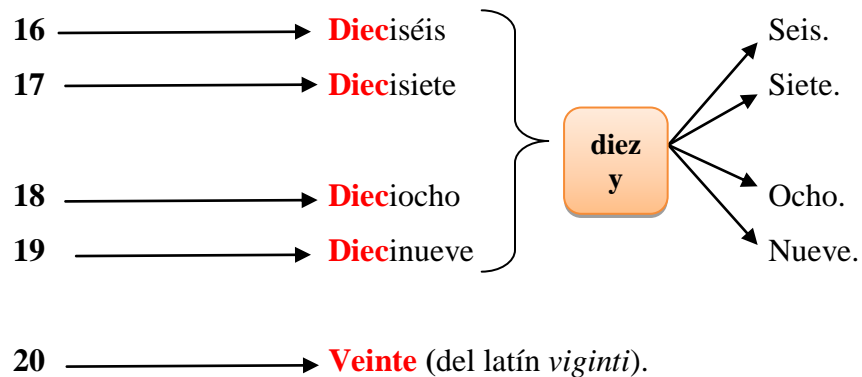 16 Dieciséis Seis.
17 Diecisiete Siete.
diez
y
18 Dieciocho Ocho.
19 Diecinueve Nueve.
20 Veinte (del latín viginti).